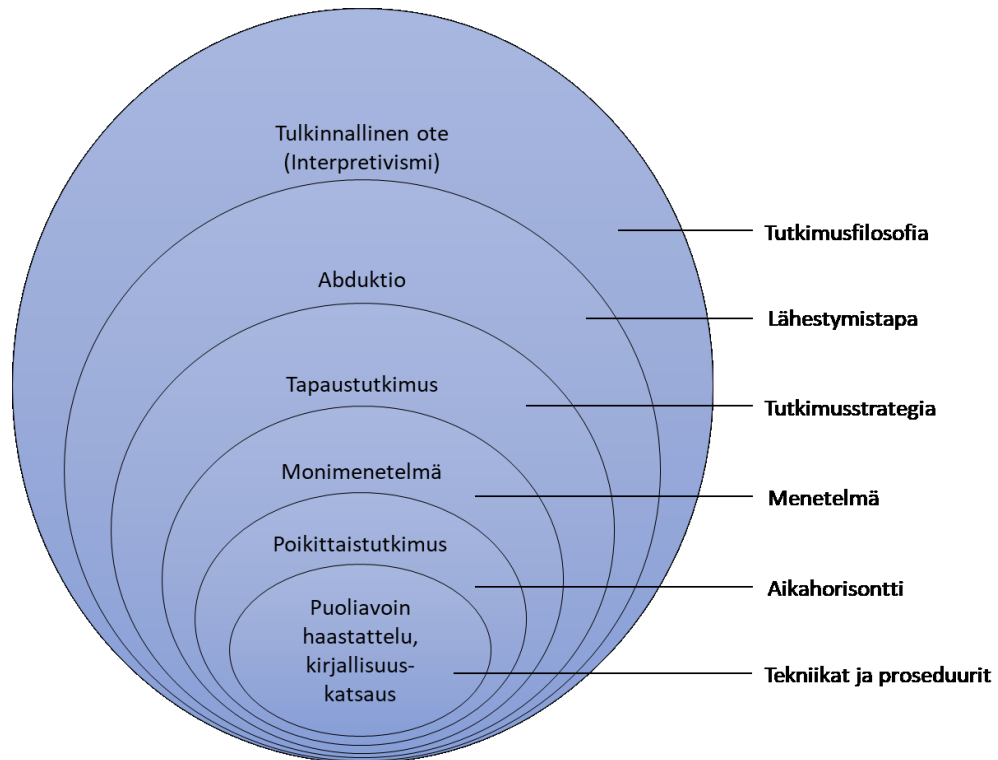 Tulkinnallinen ote
(Interpretivismi)
Tutkimusfilosofia
Abduktio
Lähestymistapa
Tapaustutkimus
Tutkimusstrategia
Monimenetelmä
Menetelmä
Poikittaistutkimus
Aikahorisontti
Puoliavoin
haastattelu,
kirjallisuus-
katsaus
Tekniikat ja proseduurit